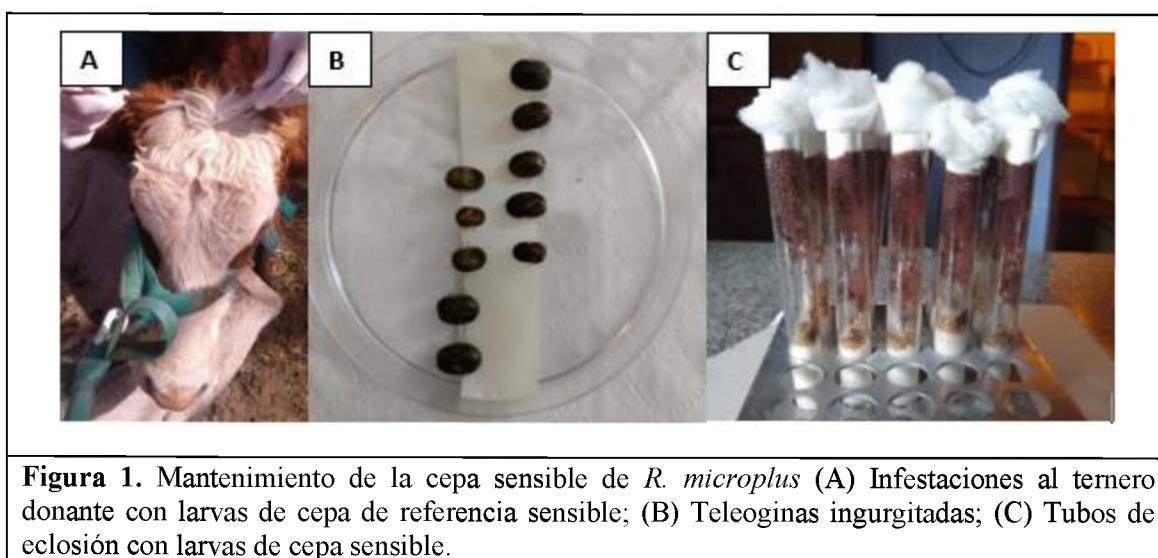 A
B
C
Figura 1. Mantenimiento de la cepa sensible de R. microplus (A) Infestaciones al ternero
donante con larvas de cepa de referencia sensible; (B) Teleoginas ingurgitadas; (C) Tubos de
eclosión con larvas de cepa sensible.